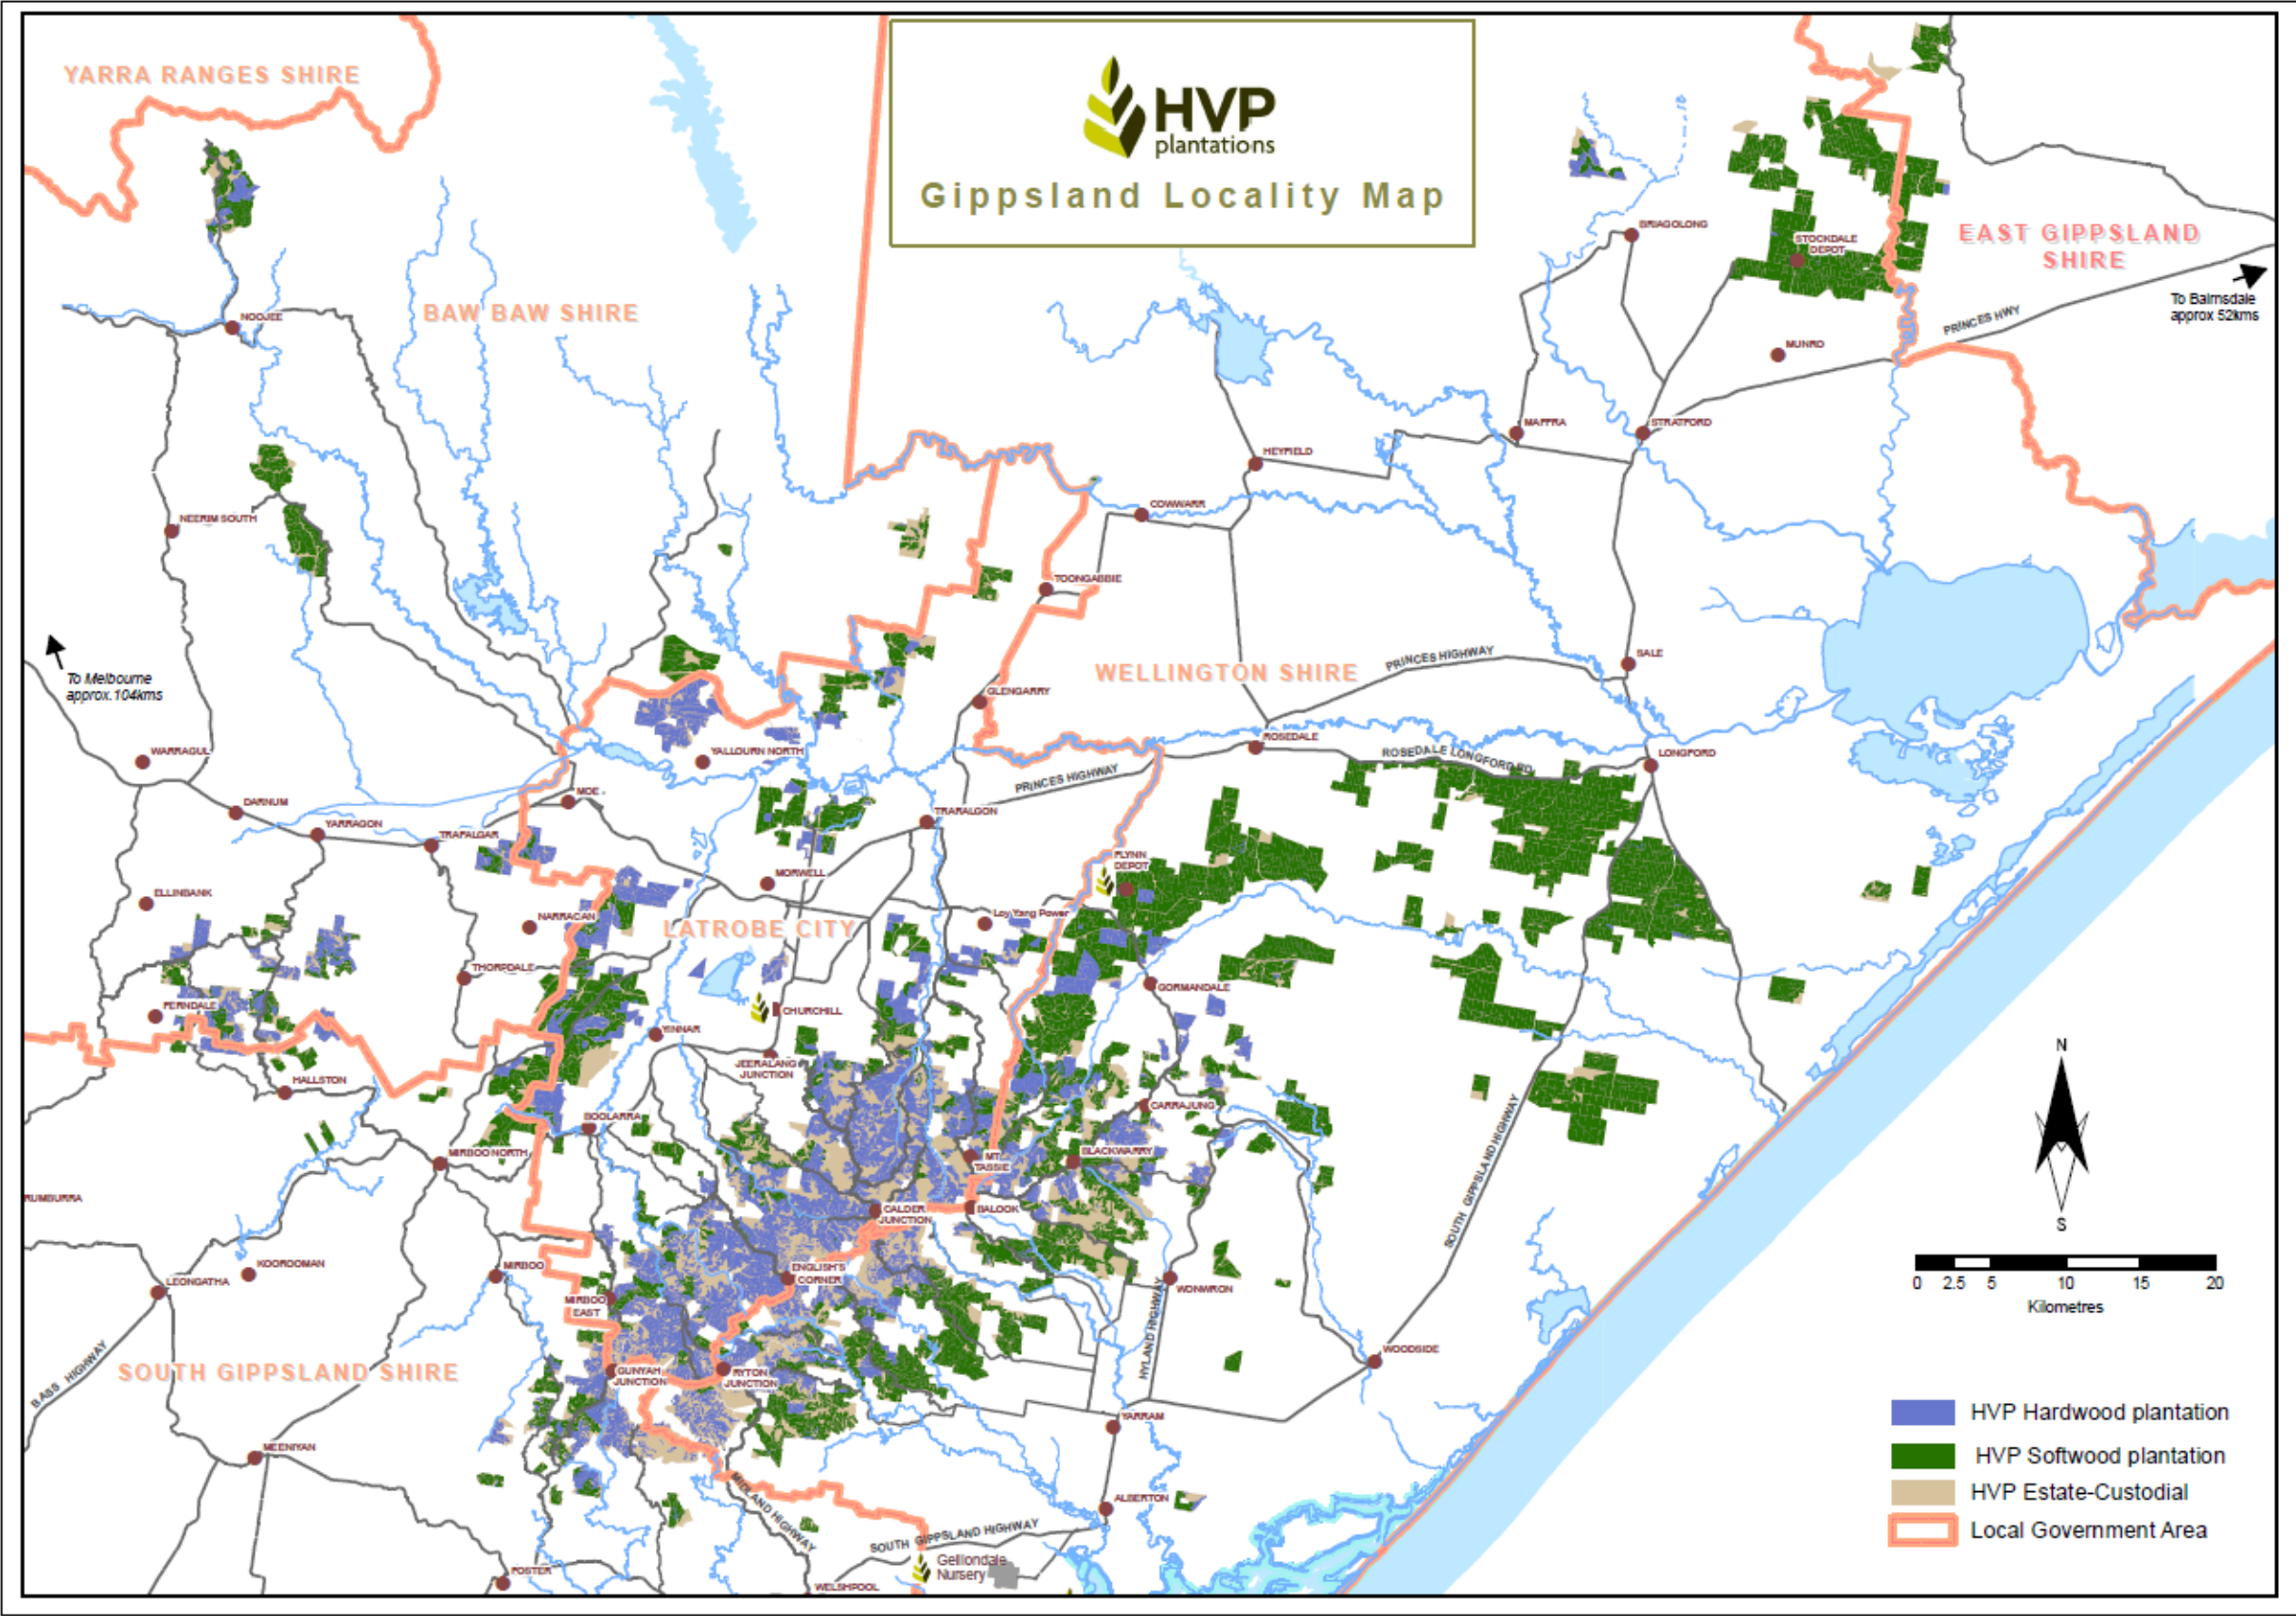 YARRA RANGES SHIRE
HVP
plantations
Gippsland Locality Map
BRIAGOLONG
STOCKDALE
DEPOT
EAST GIPPSLAND
SHIRE
To Bairnsdale
approx 52kms
PRINCES HWY
NOOJEE
BAW BAW SHIRE
MUNRO
MAFFRA
STRATFORD
HEYFIELD
COWWARR
NEERIM SOUTH
TOONGABBIE
To Melbourne
approx. 104kms
WELLINGTON SHIRE
PRINCES HIGHWAY
SALE
GLENGARRY
WARRAGUL
YALLOURN NORTH
ROSEDALE
ROSEDALE LONGFORD RD
LONGFORD
PRINCES HIGHWAY
DARNUM
MOE
YARRAGON
TRAFALGAR
TRARALGON
FLYNN
DEPOT
MORWELL
ELLINBANK
NARRACAN
LATROBE CITY
Loy Yang Power
THORPDALE
GORMANDALE
FERNDALE
CHURCHILL
YINNAR
JEERALANG
JUNCTION
HALLSTON
BOOLARRA
CARRAJUNG
MIRBOO NORTH
MT
TASSIE
BLACKWARRY
RUMBURRA
CALDER
JUNCTION
BALOOK
SOUTH GIPPSLAND HIGHWAY
N
S
KOOROOMAN
LEONGATHA
MIRBOO
ENGLISH'S
CORNER
WONWRON
MIRBOO
EAST
0 2.5 5 10 15 20
Kilometres
HYLAND HIGHWAY
WOODSIDE
BASS HIGHWAY
SOUTH GIPPSLAND SHIRE
GUNYAH
JUNCTION
RYTON
JUNCTION
YARRAM
MEENIYAN
MIDLAND HIGHWAY
ALBERTON
SOUTH GIPPSLAND HIGHWAY
Gelliondale
Nursery
FOSTER
WELSHPOOL
HVP Hardwood plantation
HVP Softwood plantation
HVP Estate-Custodial
Local Government Area